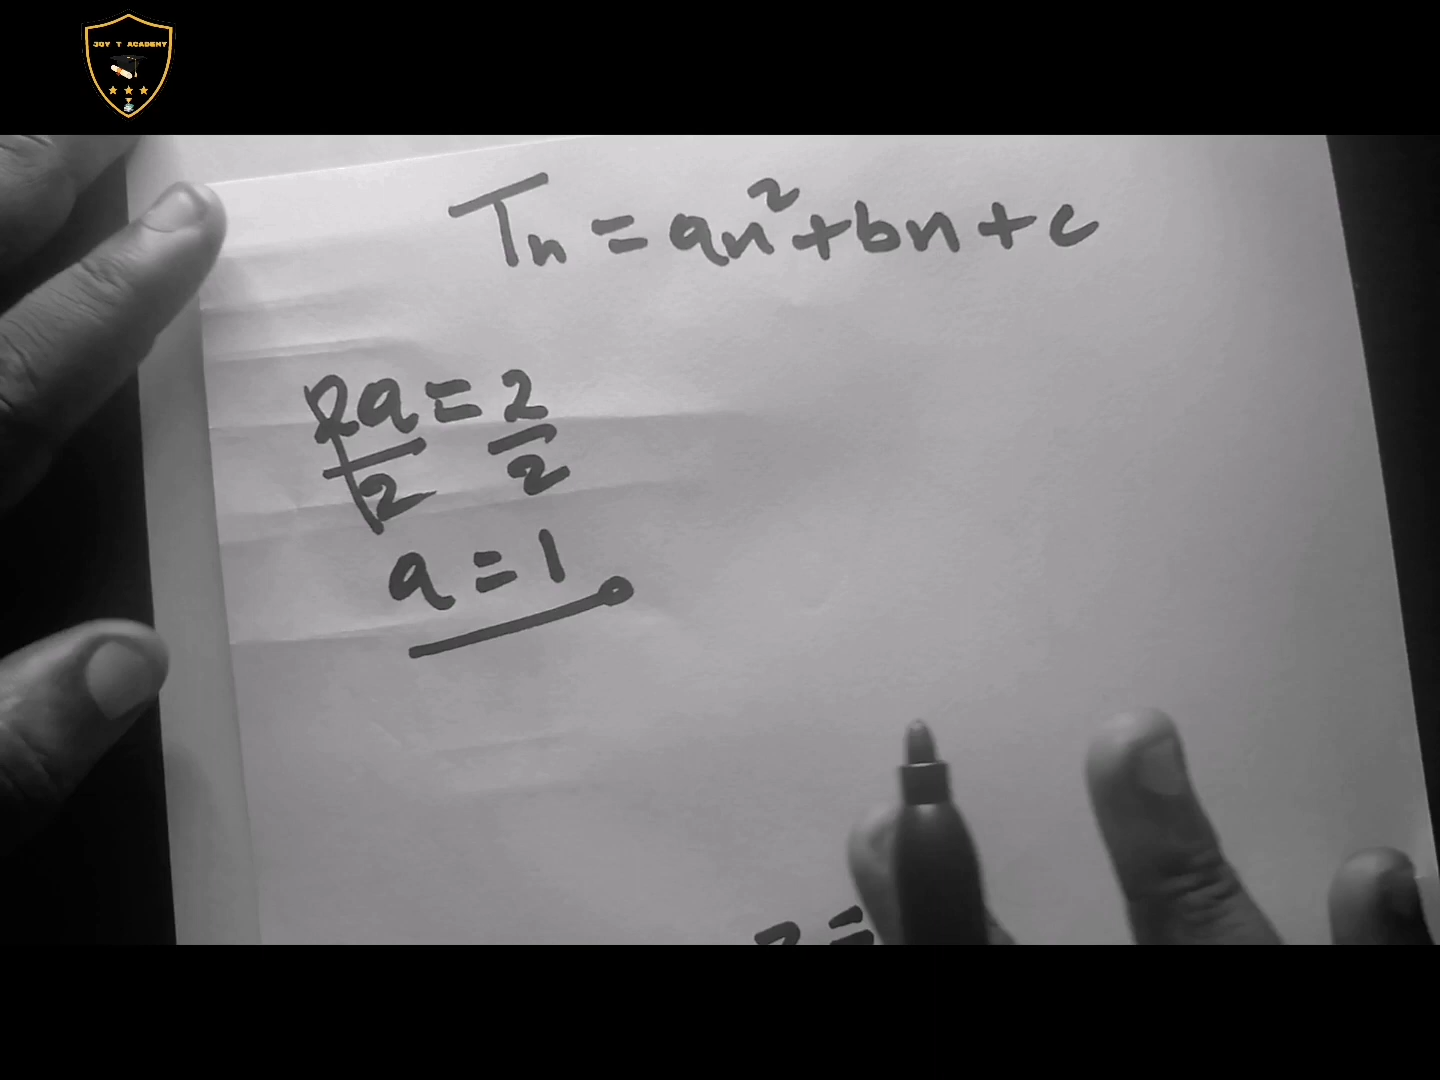 JOY T ACADEMY
Tn = an² + bn + c
2a = 2
2 2
a = 1